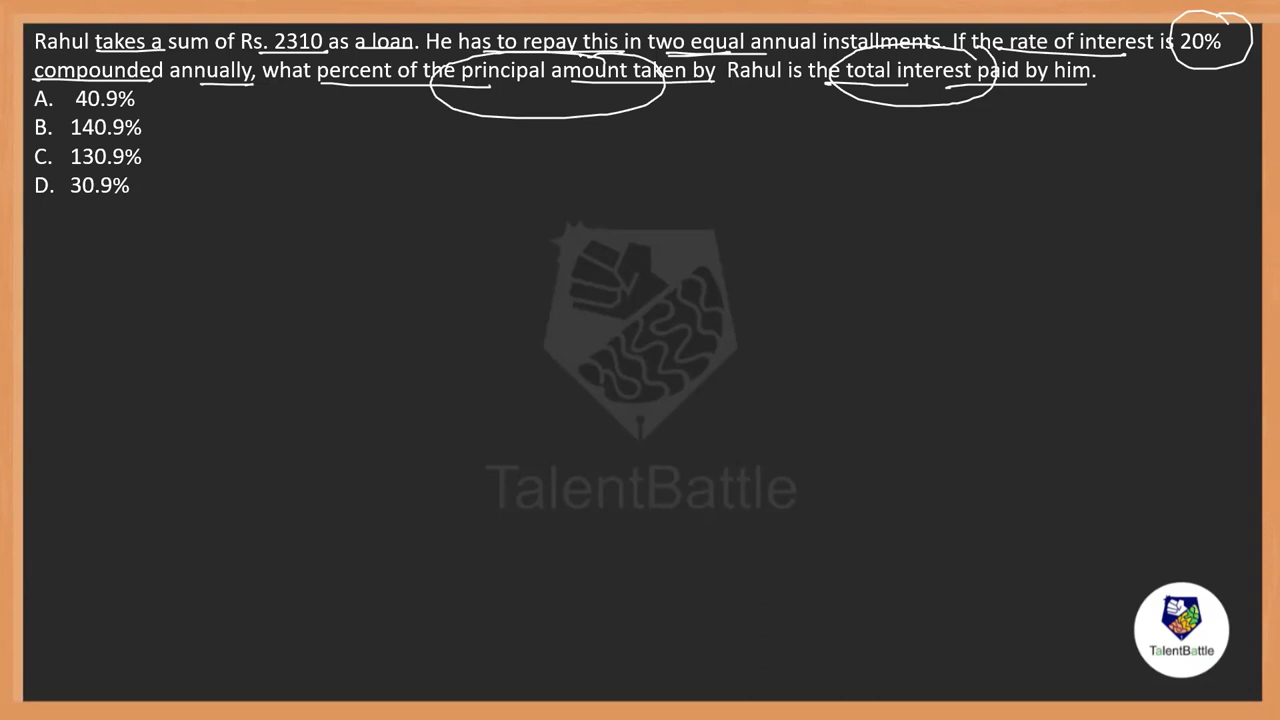 Rahul takes a sum of Rs. 2310 as a loan. He has to repay this in two equal annual installments. If the rate of interest is 20%
compounded annually, what percent of the principal amount taken by Rahul is the total interest paid by him.
A. 40.9%
B. 140.9%
C. 130.9%
D. 30.9%
TalentBattle
TalentBattle